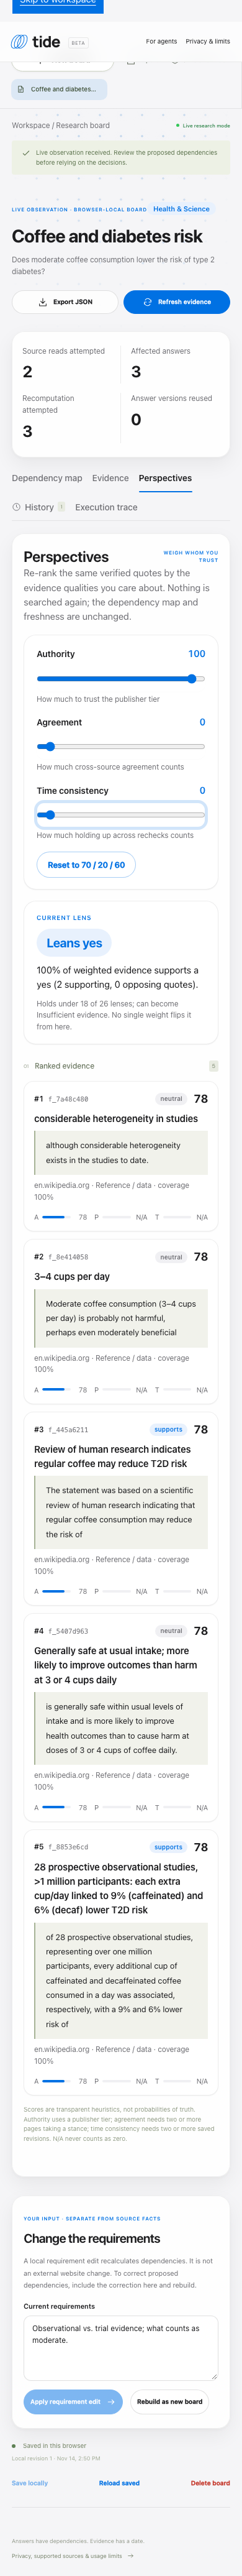 Skip to workspace
tide BETA
For agents Privacy & limits
Coffee and diabetes...
Workspace / Research board
Live research mode
Live observation received. Review the proposed dependencies
before relying on the decisions.
LIVE OBSERVATION · BROWSER-LOCAL BOARD Health & Science
Coffee and diabetes risk
Does moderate coffee consumption lower the risk of type 2
diabetes?
Export JSON
Refresh evidence
Source reads attempted
2
Affected answers
3
Recomputation
attempted
3
Answer versions reused
0
Dependency map Evidence Perspectives
History 1 Execution trace
Perspectives
WEIGH WHOM YOU
TRUST
Re-rank the same verified quotes by the
evidence qualities you care about. Nothing is
searched again; the dependency map and
freshness are unchanged.
Authority 100
How much to trust the publisher tier
Agreement 0
How much cross-source agreement counts
Time consistency 0
How much holding up across rechecks counts
Reset to 70 / 20 / 60
CURRENT LENS
Leans yes
100% of weighted evidence supports a
yes (2 supporting, 0 opposing quotes).
Holds under 18 of 26 lenses; can become
Insufficient evidence. No single weight flips it
from here.
Ranked evidence 5
#1 f_7a48c480 neutral 78
considerable heterogeneity in studies
although considerable heterogeneity
exists in the studies to date.
en.wikipedia.org · Reference / data · coverage
100%
A 78 P N/A T N/A
#2 f_8e414058 neutral 78
3–4 cups per day
Moderate coffee consumption (3–4 cups
per day) is probably not harmful,
perhaps even moderately beneficial
en.wikipedia.org · Reference / data · coverage
100%
A 78 P N/A T N/A
#3 f_445a6211 supports 78
Review of human research indicates
regular coffee may reduce T2D risk
The statement was based on a scientific
review of human research indicating that
regular coffee consumption may reduce
the risk of
en.wikipedia.org · Reference / data · coverage
100%
A 78 P N/A T N/A
#4 f_5407d963 neutral 78
Generally safe at usual intake; more
likely to improve outcomes than harm
at 3 or 4 cups daily
is generally safe within usual levels of
intake and is more likely to improve
health outcomes than to cause harm at
doses of 3 or 4 cups of coffee daily.
en.wikipedia.org · Reference / data · coverage
100%
A 78 P N/A T N/A
#5 f_8853e6cd supports 78
28 prospective observational studies,
>1 million participants: each extra
cup/day linked to 9% (caffeinated) and
6% (decaf) lower T2D risk
of 28 prospective observational studies,
representing over one million
participants, every additional cup of
caffeinated and decaffeinated coffee
consumed in a day was associated,
respectively, with a 9% and 6% lower
risk of
en.wikipedia.org · Reference / data · coverage
100%
A 78 P N/A T N/A
Scores are transparent heuristics, not probabilities of truth.
Authority uses a publisher tier; agreement needs two or more
pages taking a stance; time consistency needs two or more saved
revisions. N/A never counts as zero.
YOUR INPUT · SEPARATE FROM SOURCE FACTS
Change the requirements
A local requirement edit recalculates dependencies. It is not
an external website change. To correct proposed
dependencies, include the correction here and rebuild.
Current requirements
Observational vs. trial evidence; what counts as
moderate.
Apply requirement edit →
Rebuild as new board
Saved in this browser
Local revision 1 · Nov 14, 2:50 PM
Save locally Reload saved Delete board
Answers have dependencies. Evidence has a date.
Privacy, supported sources & usage limits →